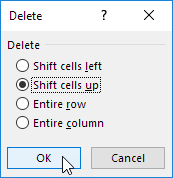 Delete
Delete
Shift cells left
Shift cells up
Entire row
Entire column
OK Cancel